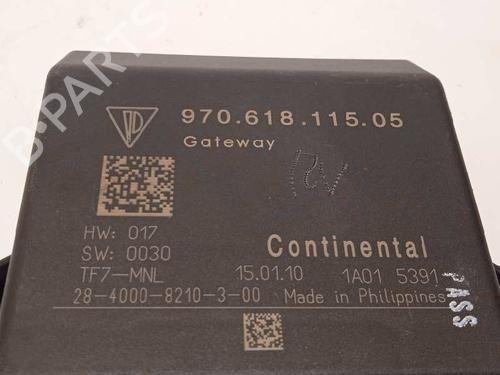 B-PARTS
970.618.115.05
Gateway
HW: 017
SW: 0030
TF7-MNL
Continental
15.01.10
1A01 5391
28-4000-8210-3-00
Made in Philippines
PASS